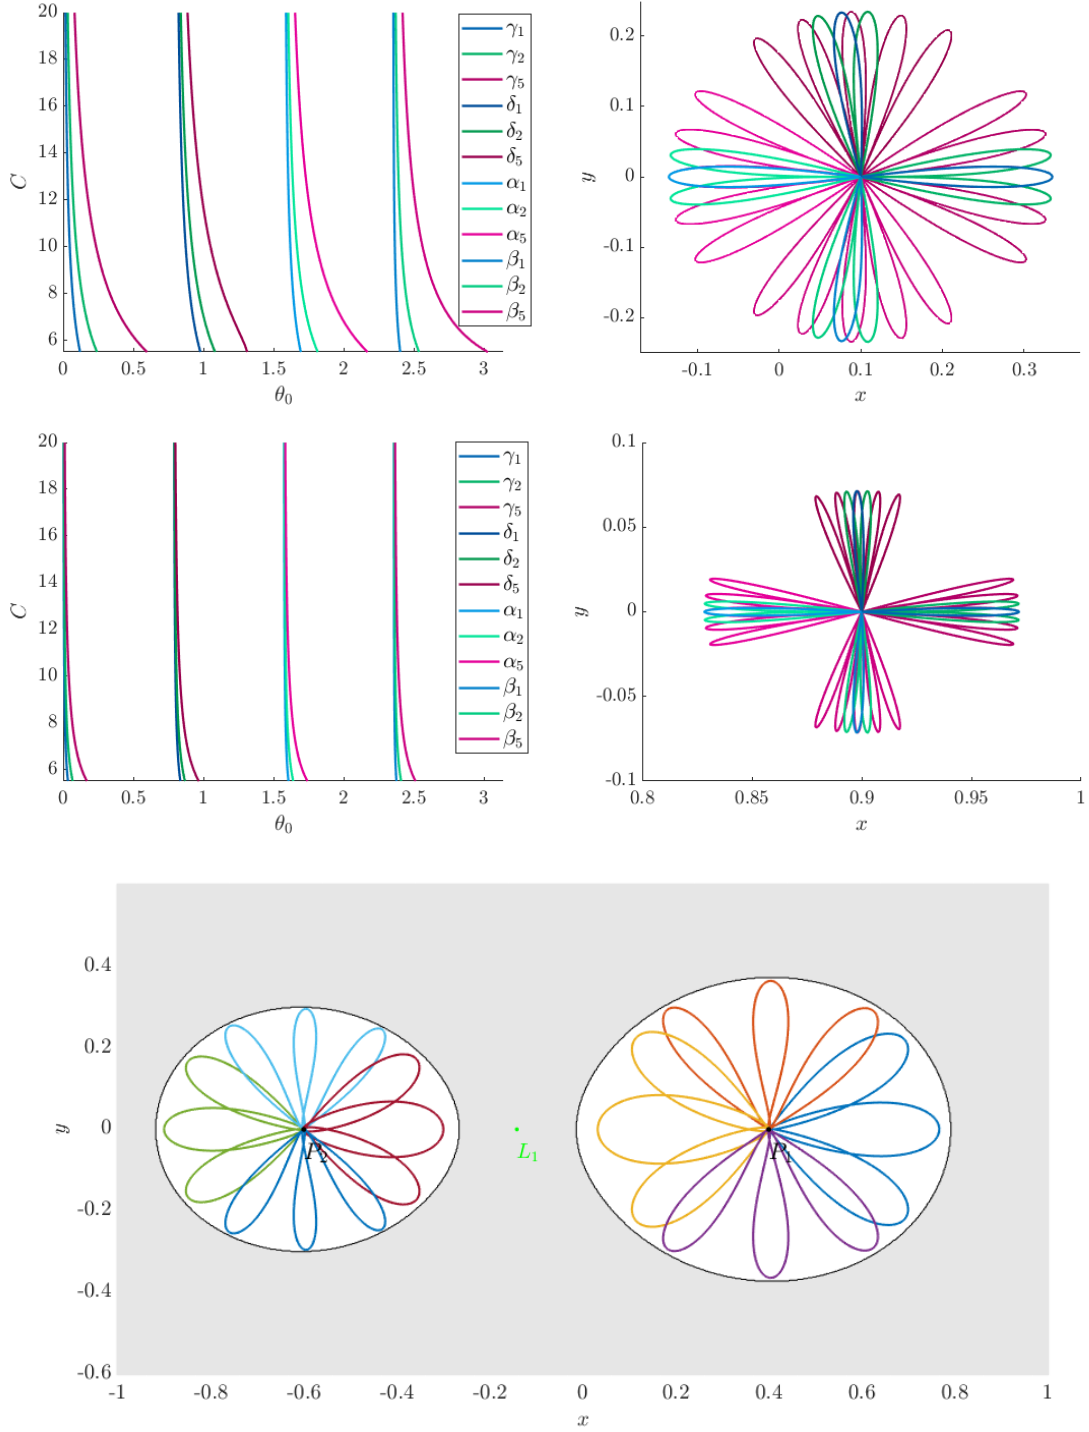 20
18
16
14
12
10
8
6
C
0 0.5 1 1.5 2 2.5 3
θ₀
γ₁
γ₂
γ₅
δ₁
δ₂
δ₅
α₁
α₂
α₅
β₁
β₂
β₅
0.2
0.1
0
-0.1
-0.2
y
-0.1 0 0.1 0.2 0.3
x
20
18
16
14
12
10
8
6
C
0 0.5 1 1.5 2 2.5 3
θ₀
γ₁
γ₂
γ₅
δ₁
δ₂
δ₅
α₁
α₂
α₅
β₁
β₂
β₅
0.1
0.05
0
-0.05
-0.1
y
0.8 0.85 0.9 0.95 1
x
0.4
0.2
0
-0.2
-0.4
-0.6
y
P₂
L₁
P₁
-1 -0.8 -0.6 -0.4 -0.2 0 0.2 0.4 0.6 0.8 1
x